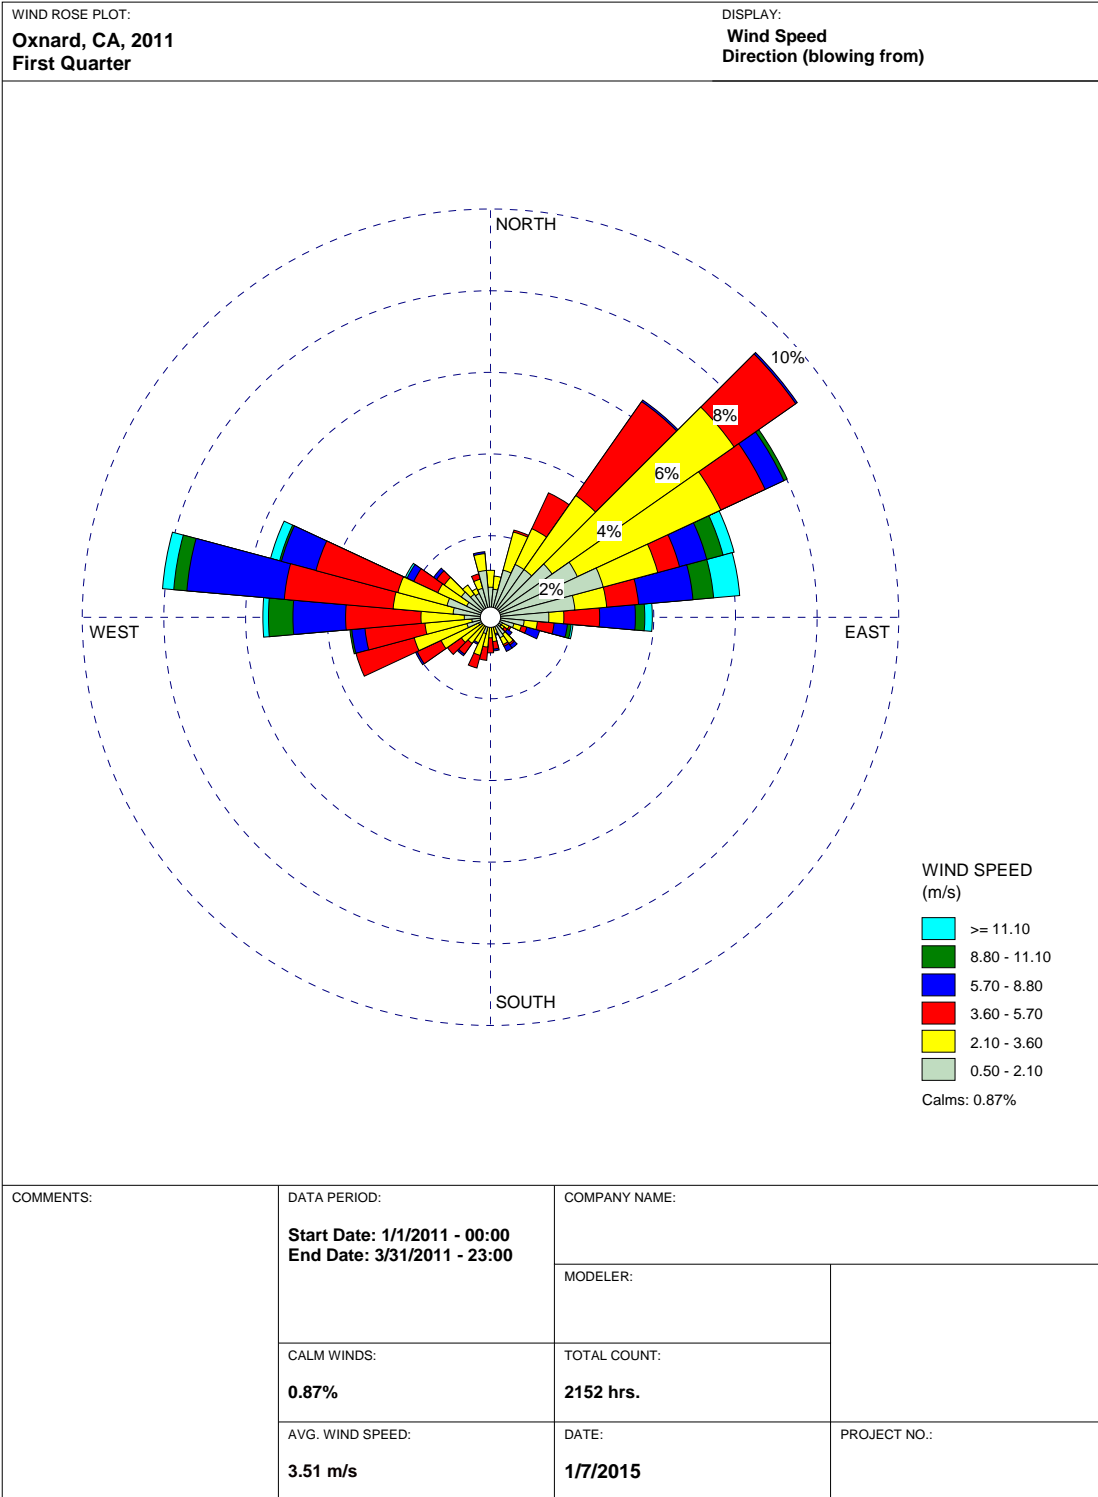 WIND ROSE PLOT:
Oxnard, CA, 2011
First Quarter
DISPLAY:
Wind Speed
Direction (blowing from)
NORTH
10%
8%
6%
4%
2%
WEST
EAST
SOUTH
WIND SPEED
(m/s)
>= 11.10
8.80 - 11.10
5.70 - 8.80
3.60 - 5.70
2.10 - 3.60
0.50 - 2.10
Calms: 0.87%
COMMENTS:
DATA PERIOD:
Start Date: 1/1/2011 - 00:00
End Date: 3/31/2011 - 23:00
COMPANY NAME:
MODELER:
CALM WINDS:
0.87%
TOTAL COUNT:
2152 hrs.
AVG. WIND SPEED:
3.51 m/s
DATE:
1/7/2015
PROJECT NO.: